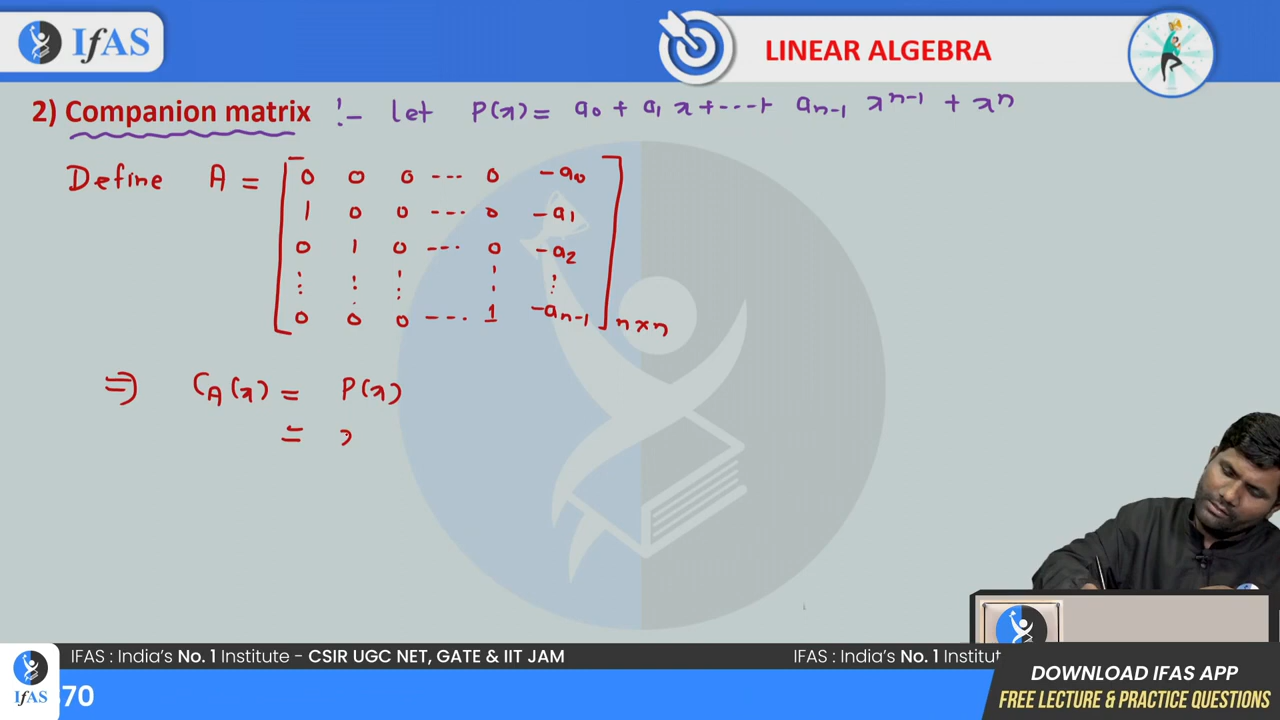 IfAS
LINEAR ALGEBRA
2) Companion matrix :- let P(x) = a₀ + a₁ x + ---- + aₙ₋₁ xⁿ⁻¹ + xⁿ
Define A = [
0 0 0 --- 0 -a₀
1 0 0 ---- 0 -a₁
0 1 0 --- 0 -a₂
⋮ ⋮ ⋮ ⋮ ⋮
0 0 0 ---- 1 -aₙ₋₁
] n×n
⇒ C_A(x) = P(x)
=
IFAS : India's No. 1 Institute - CSIR UGC NET, GATE & IIT JAM
IFAS : India's No. 1 Institu
IfAS
70
DOWNLOAD IFAS APP
FREE LECTURE & PRACTICE QUESTIONS